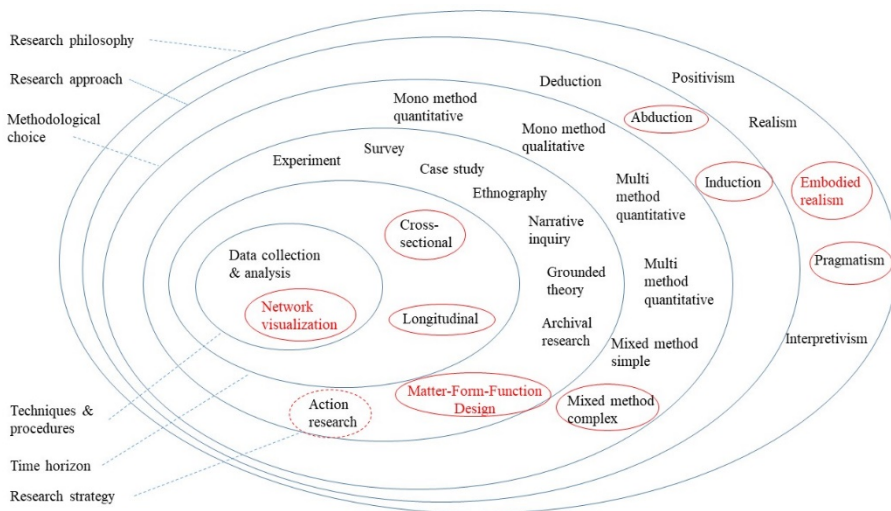 Research philosophy
Research approach
Methodological
choice
Techniques &
procedures
Time horizon
Research strategy
Positivism
Realism
Embodied
realism
Pragmatism
Interpretivism
Deduction
Abduction
Induction
Mono method
quantitative
Mono method
qualitative
Multi
method
quantitative
Multi
method
quantitative
Mixed method
simple
Mixed method
complex
Experiment
Survey
Case study
Ethnography
Narrative
inquiry
Grounded
theory
Archival
research
Matter-Form-Function
Design
Action
research
Cross-
sectional
Longitudinal
Data collection
& analysis
Network
visualization